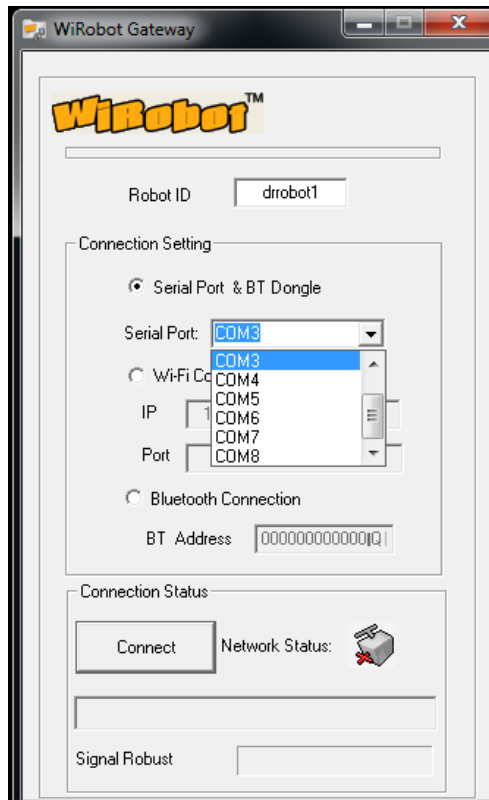 WiRobot Gateway
WiRobot™
Robot ID drrobot1
Connection Setting
Serial Port & BT Dongle
Serial Port: COM3
COM3
COM4
COM5
COM6
COM7
COM8
Wi-Fi
IP
Port
Bluetooth Connection
BT Address
Connection Status
Connect Network Status:
Signal Robust